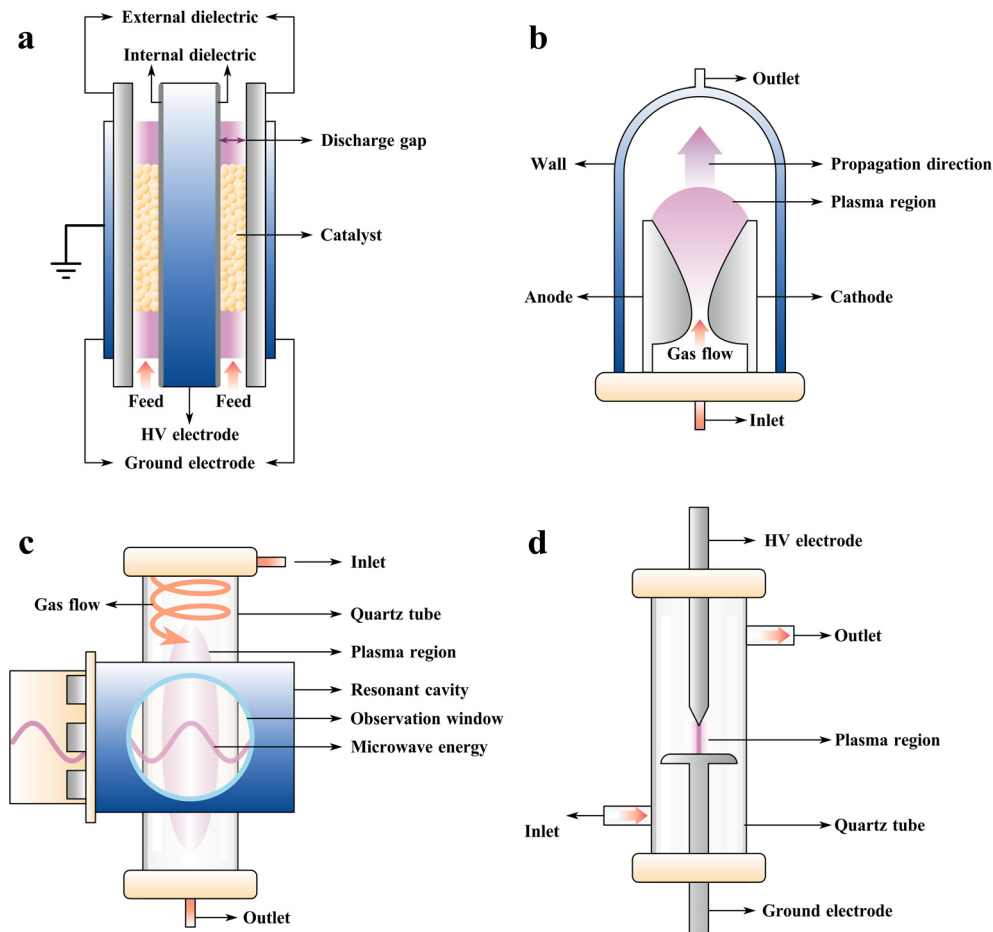 a
External dielectric
Internal dielectric
Discharge gap
Catalyst
Feed
Feed
HV electrode
Ground electrode
b
Outlet
Wall
Propagation direction
Plasma region
Anode
Cathode
Gas flow
Inlet
c
Inlet
Gas flow
Quartz tube
Plasma region
Resonant cavity
Observation window
Microwave energy
Outlet
d
HV electrode
Outlet
Plasma region
Inlet
Quartz tube
Ground electrode